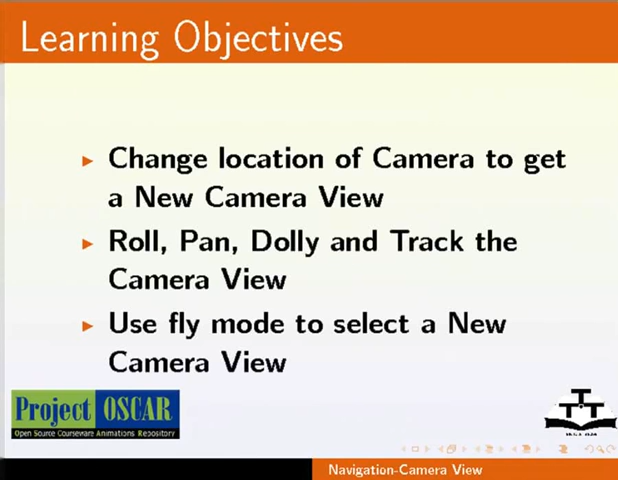 Learning Objectives
Change location of Camera to get
a New Camera View
Roll, Pan, Dolly and Track the
Camera View
Use fly mode to select a New
Camera View
Project OSCAR
Open Source Courseware Animations Repository
TTT
Navigation-Camera View